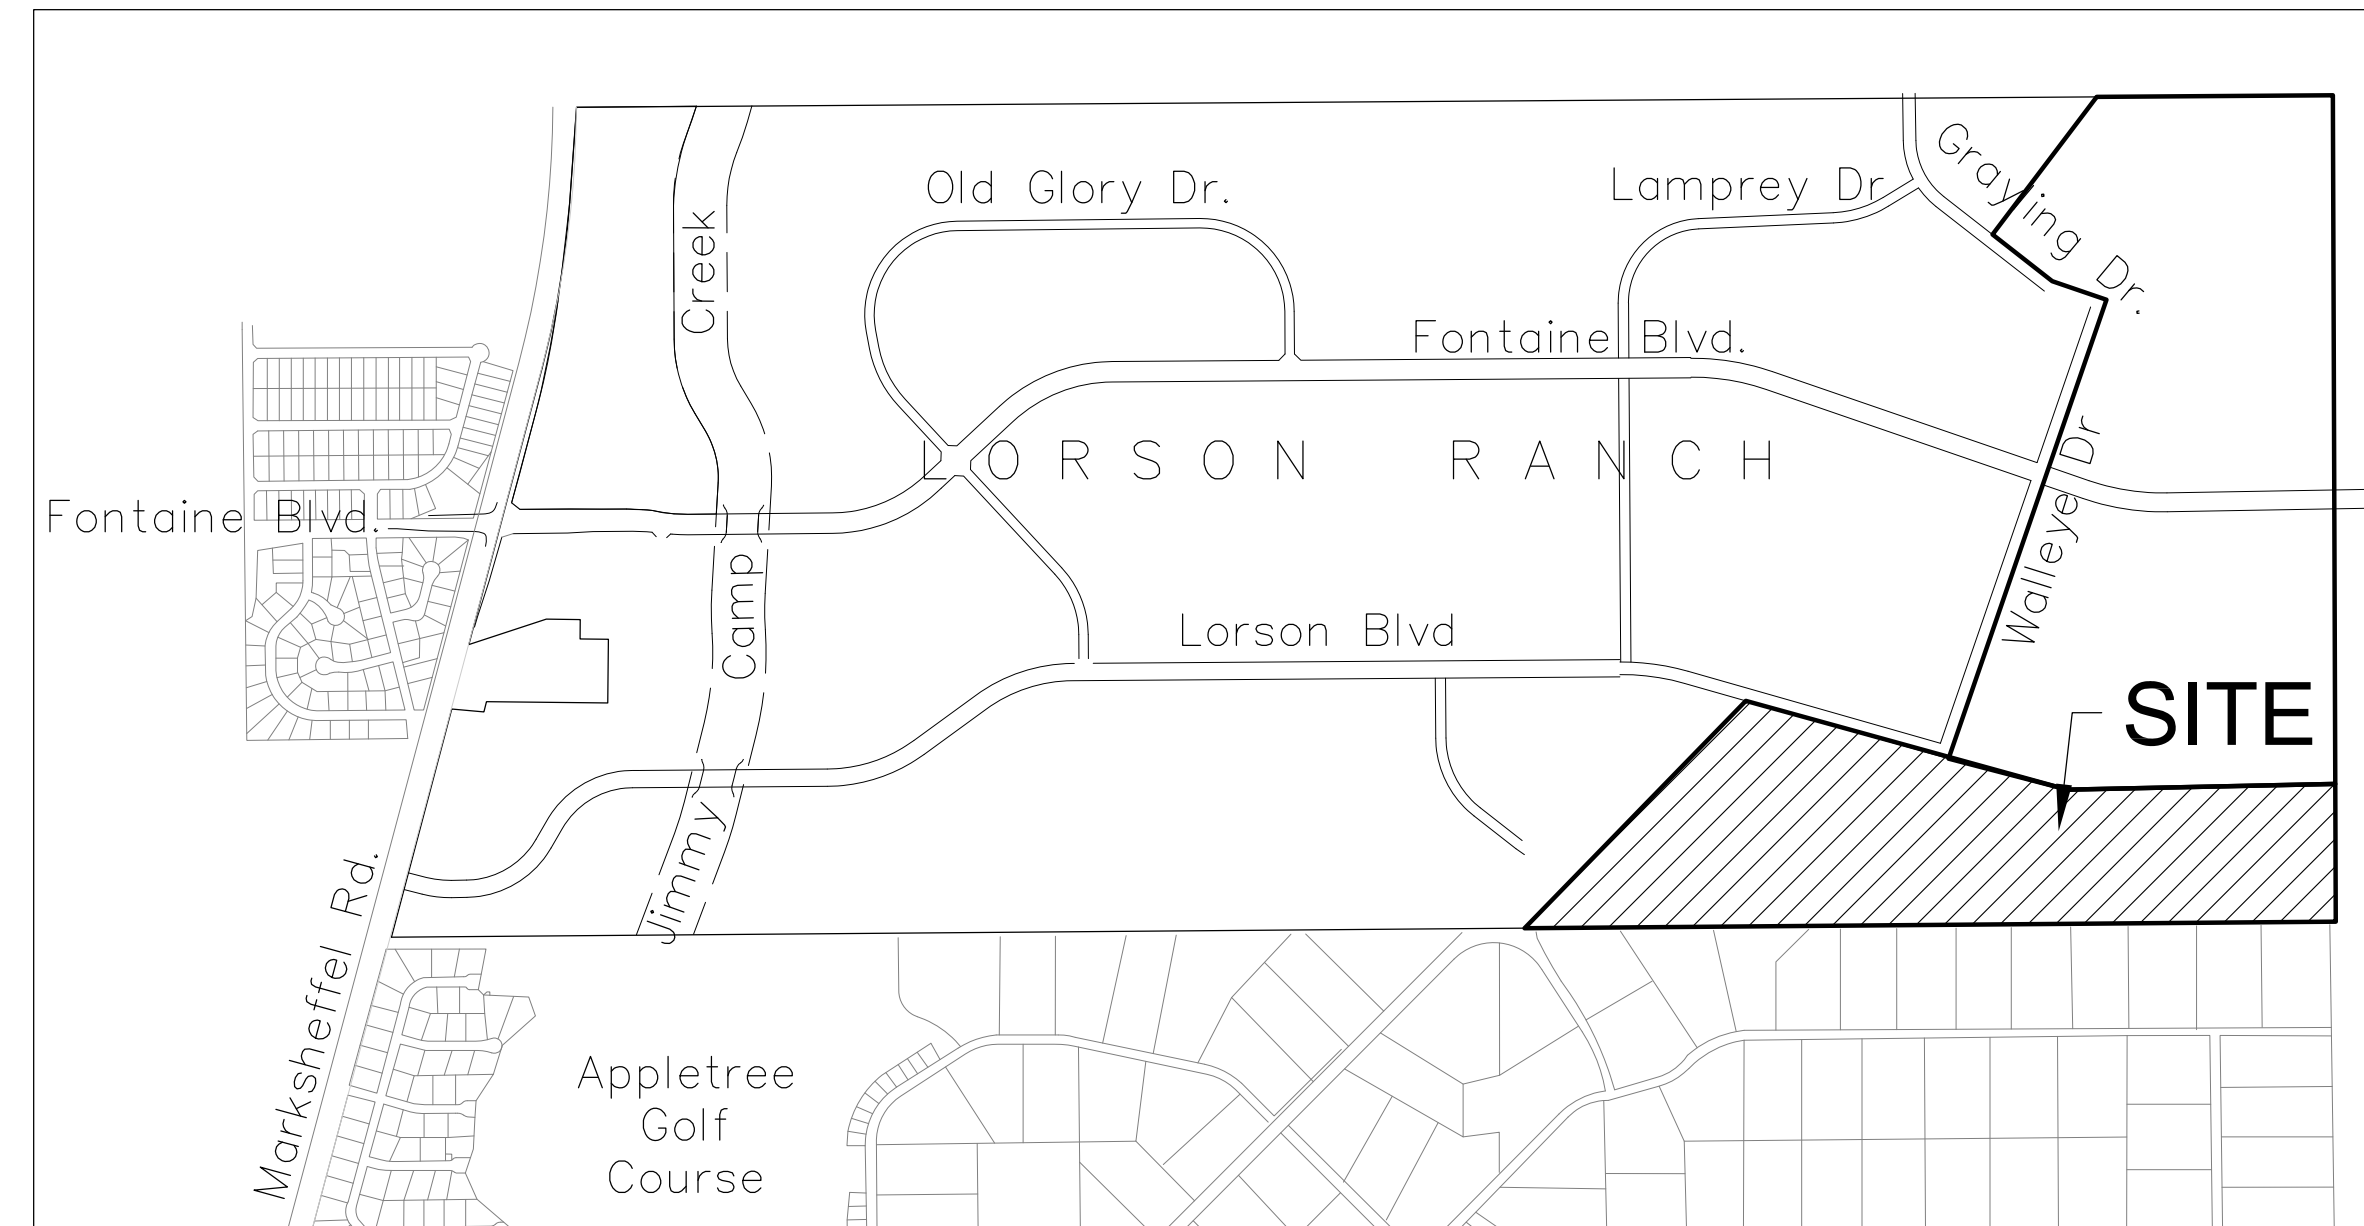 Old Glory Dr.
Lamprey Dr
Grayling Dr.
Creek
Fontaine Blvd.
LORSON RANCH
Fontaine Blvd.
Walleye Dr
Camp
Lorson Blvd
SITE
Jimmy
Marksheffel Rd.
Appletree
Golf
Course